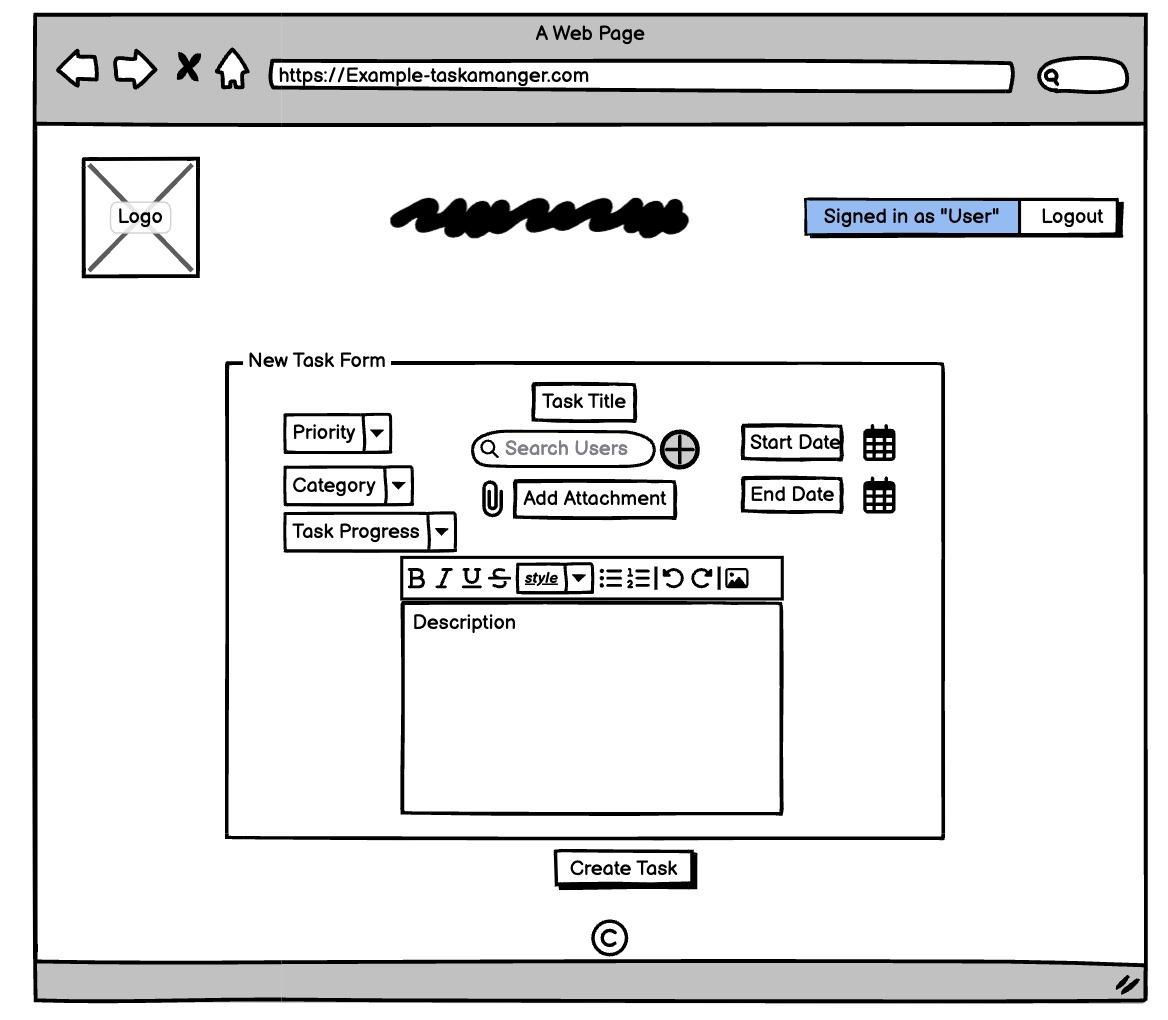 A Web Page
https://Example-taskamanger.com
Logo
Signed in as "User"
Logout
New Task Form
Task Title
Priority
Search Users
Start Date
Category
Add Attachment
End Date
Task Progress
B I U S style
Description
Create Task
©